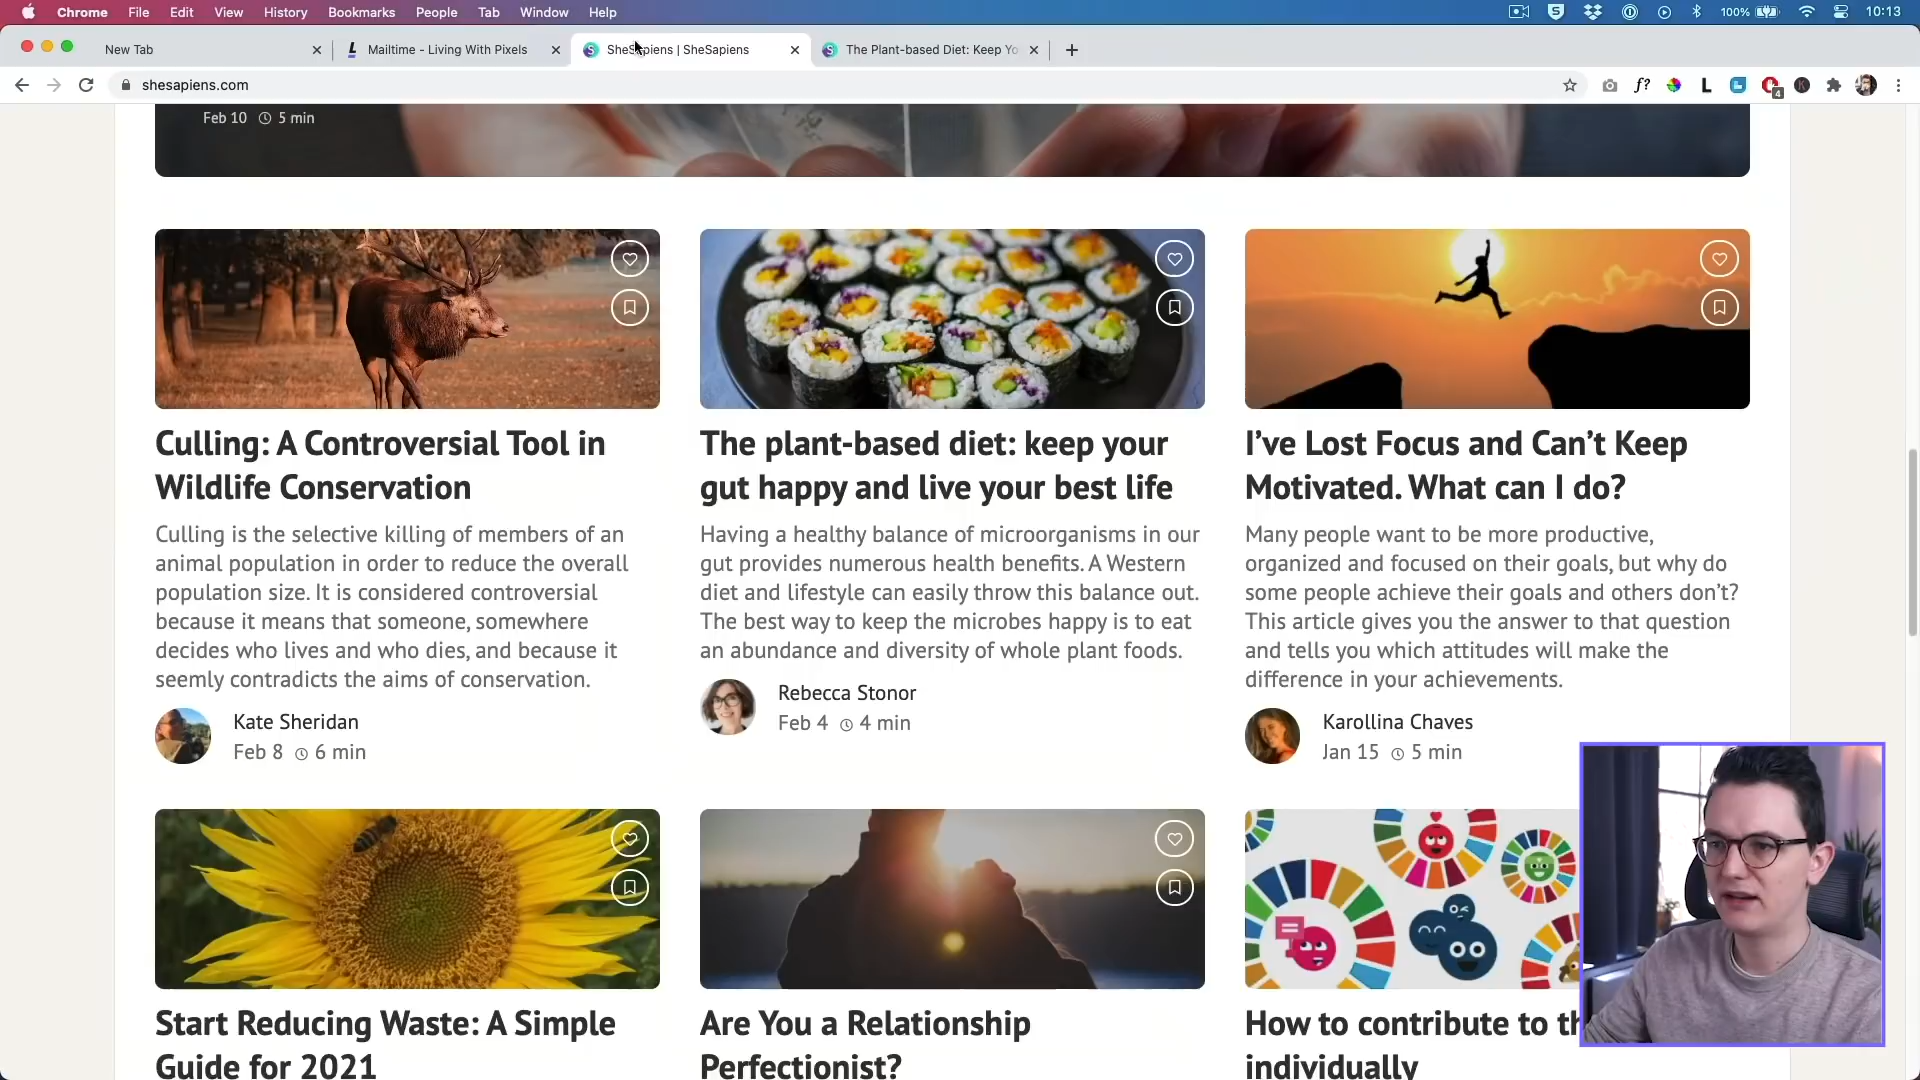 Chrome File Edit View History Bookmarks People Tab Window Help 100% 10:13
New Tab Mailtime - Living With Pixels SheSapiens | SheSapiens The Plant-based Diet: Keep Yo
shesapiens.com f? L 4
Feb 10 5 min
Culling: A Controversial Tool in
Wildlife Conservation
Culling is the selective killing of members of an
animal population in order to reduce the overall
population size. It is considered controversial
because it means that someone, somewhere
decides who lives and who dies, and because it
seemly contradicts the aims of conservation.
Kate Sheridan
Feb 8 6 min
The plant-based diet: keep your
gut happy and live your best life
Having a healthy balance of microorganisms in our
gut provides numerous health benefits. A Western
diet and lifestyle can easily throw this balance out.
The best way to keep the microbes happy is to eat
an abundance and diversity of whole plant foods.
Rebecca Stonor
Feb 4 4 min
I've Lost Focus and Can't Keep
Motivated. What can I do?
Many people want to be more productive,
organized and focused on their goals, but why do
some people achieve their goals and others don't?
This article gives you the answer to that question
and tells you which attitudes will make the
difference in your achievements.
Karollina Chaves
Jan 15 5 min
Start Reducing Waste: A Simple
Guide for 2021
Are You a Relationship
Perfectionist?
How to contribute to th
individually